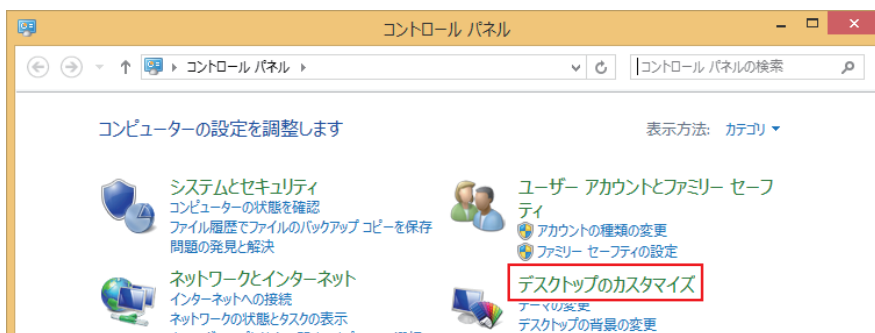 コントロール パネル
コントロール パネル
コントロール パネルの検索
コンピューターの設定を調整します
表示方法: カテゴリ
システムとセキュリティ
コンピューターの状態を確認
ファイル履歴でファイルのバックアップ コピーを保存
問題の発見と解決
ユーザー アカウントとファミリー セーフ
ティ
アカウントの種類の変更
ファミリー セーフティの設定
ネットワークとインターネット
インターネットへの接続
ネットワークの状態とタスクの表示
デスクトップのカスタマイズ
テーマの変更
デスクトップの背景の変更